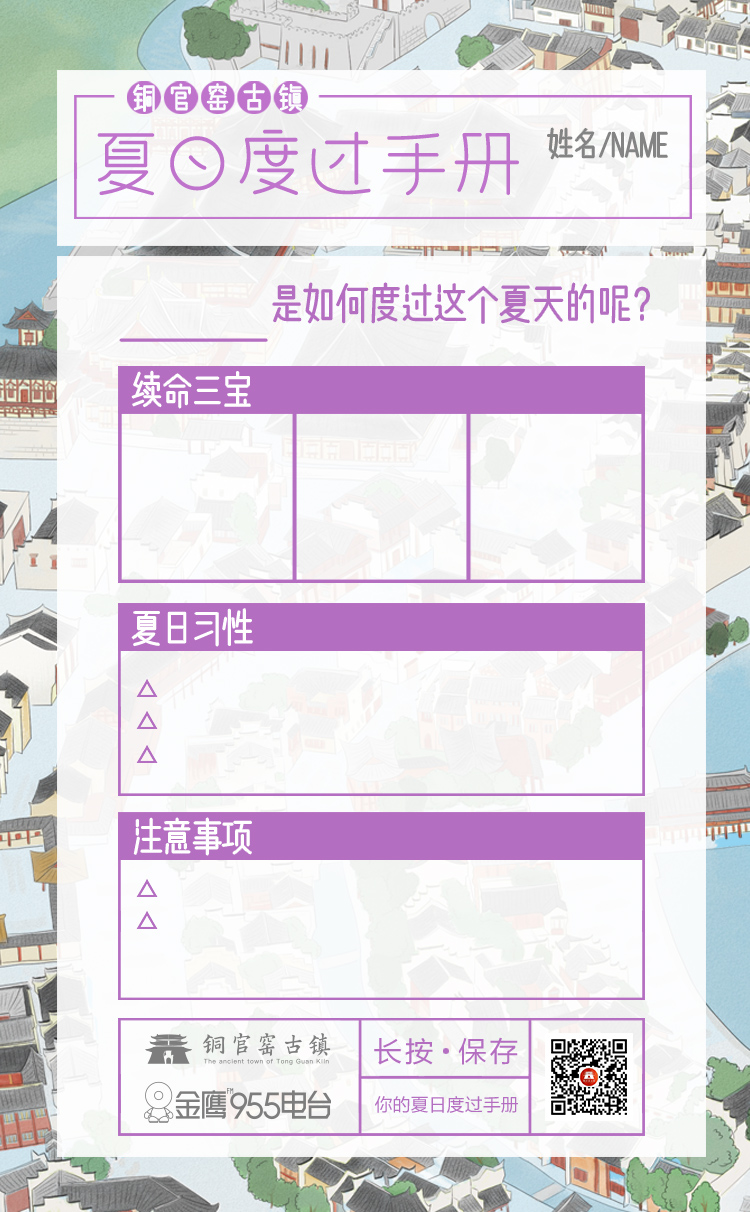 铜官窑古镇
夏日度过手册
姓名/NAME
是如何度过这个夏天的呢？
续命三宝
夏日习性
△
△
△
注意事项
△
△
铜官窑古镇
The ancient town of Tong Guan Kiln
金鹰FM955电台
长按·保存
你的夏日度过手册